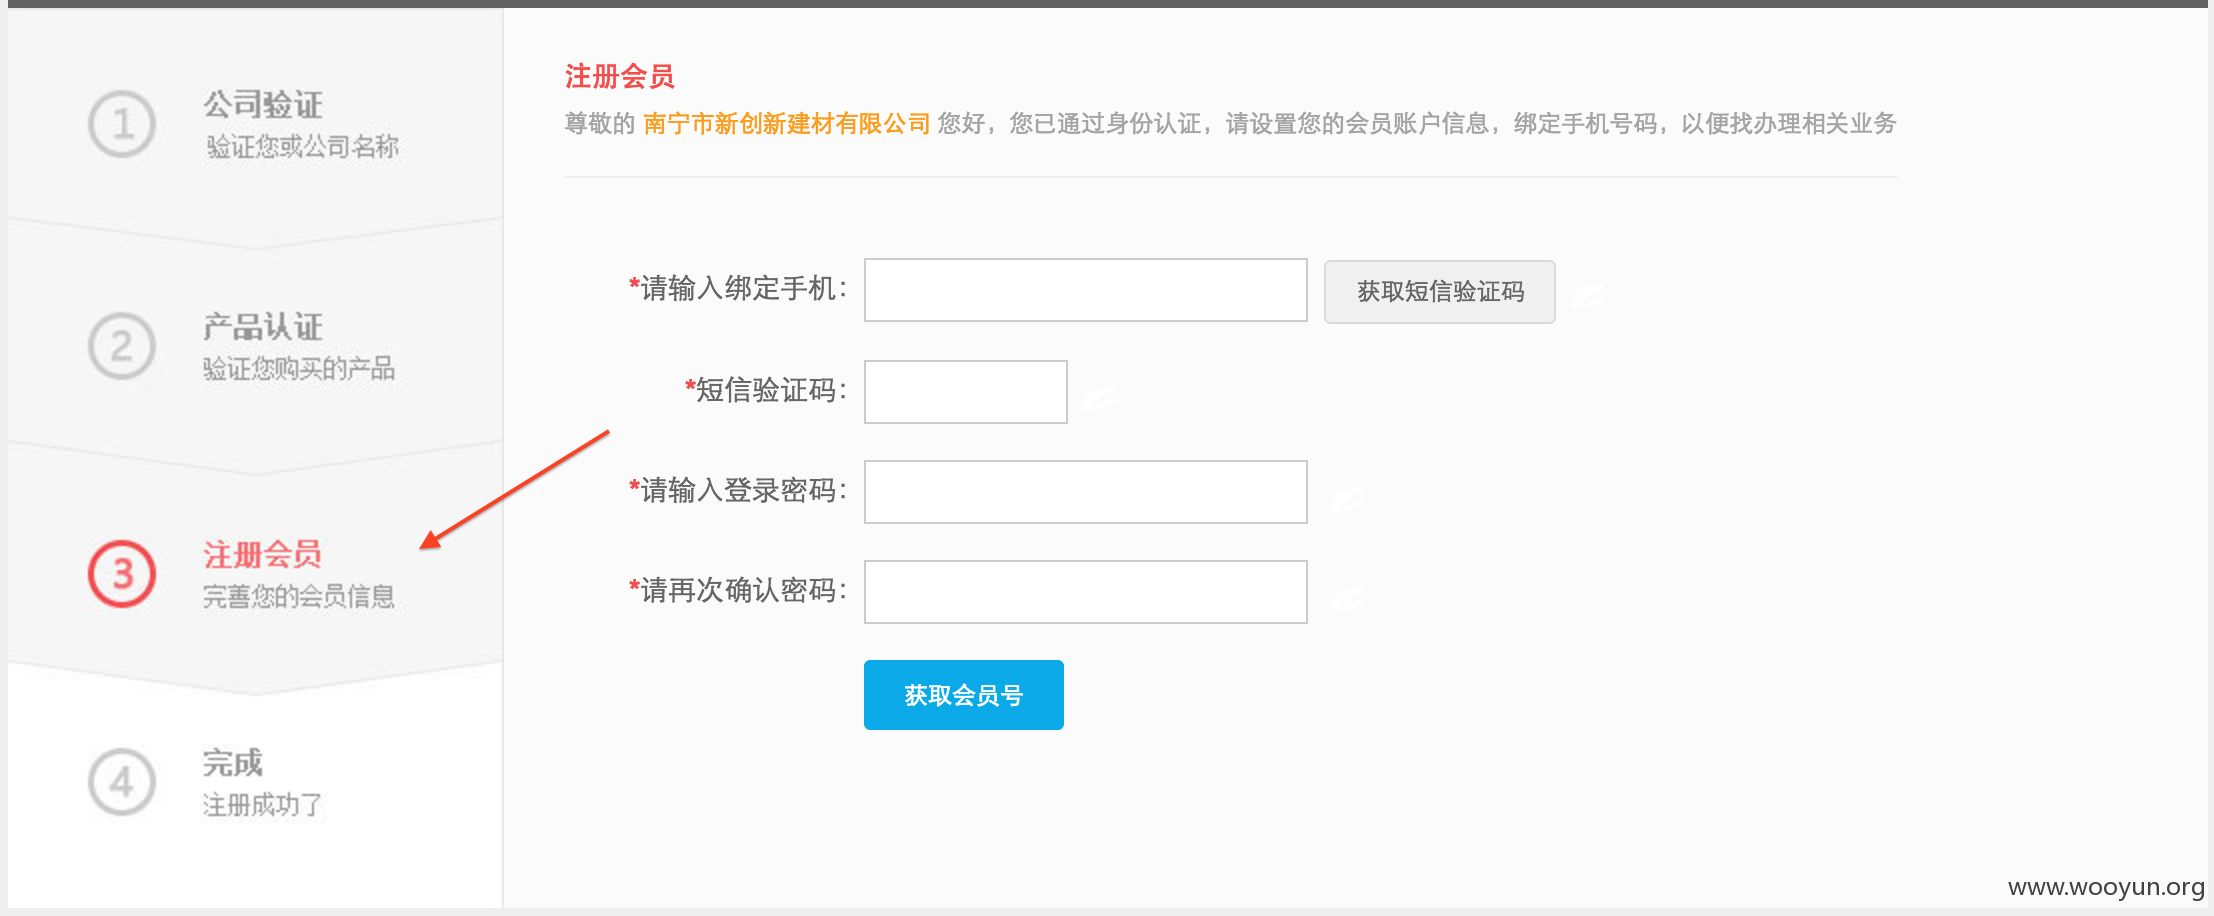 1
公司验证
验证您或公司名称
2
产品认证
验证您购买的产品
3
注册会员
完善您的会员信息
4
完成
注册成功了
注册会员
尊敬的 南宁市新创新建材有限公司 您好，您已通过身份认证，请设置您的会员账户信息，绑定手机号码，以便找办理相关业务
*请输入绑定手机：
获取短信验证码
*短信验证码：
*请输入登录密码：
*请再次确认密码：
获取会员号
www.wooyun.org